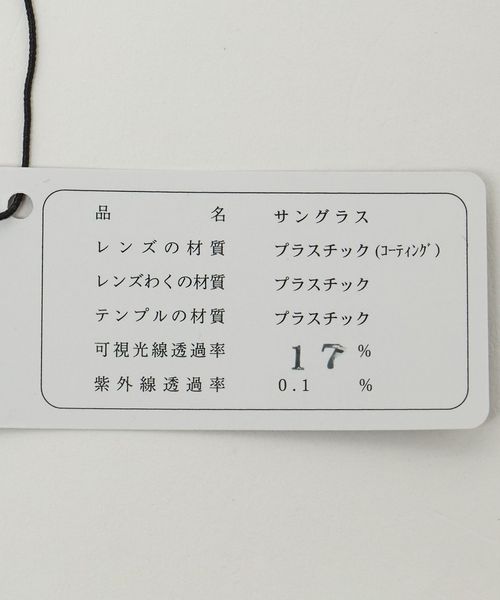 品名 サングラス
レンズの材質 プラスチック(ｺｰﾃｨﾝｸﾞ)
レンズわくの材質 プラスチック
テンプルの材質 プラスチック
可視光線透過率 17 %
紫外線透過率 0.1 %